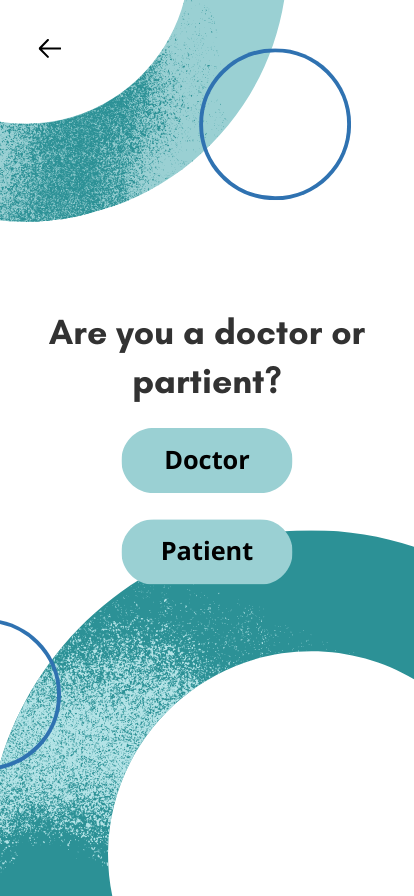 Are you a doctor or
partient?
Doctor
Patient